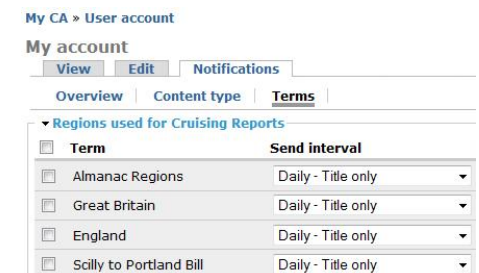 My CA » User account
My account
View Edit Notifications
Overview Content type Terms
Regions used for Cruising Reports
Term Send interval
Almanac Regions Daily - Title only
Great Britain Daily - Title only
England Daily - Title only
Scilly to Portland Bill Daily - Title only